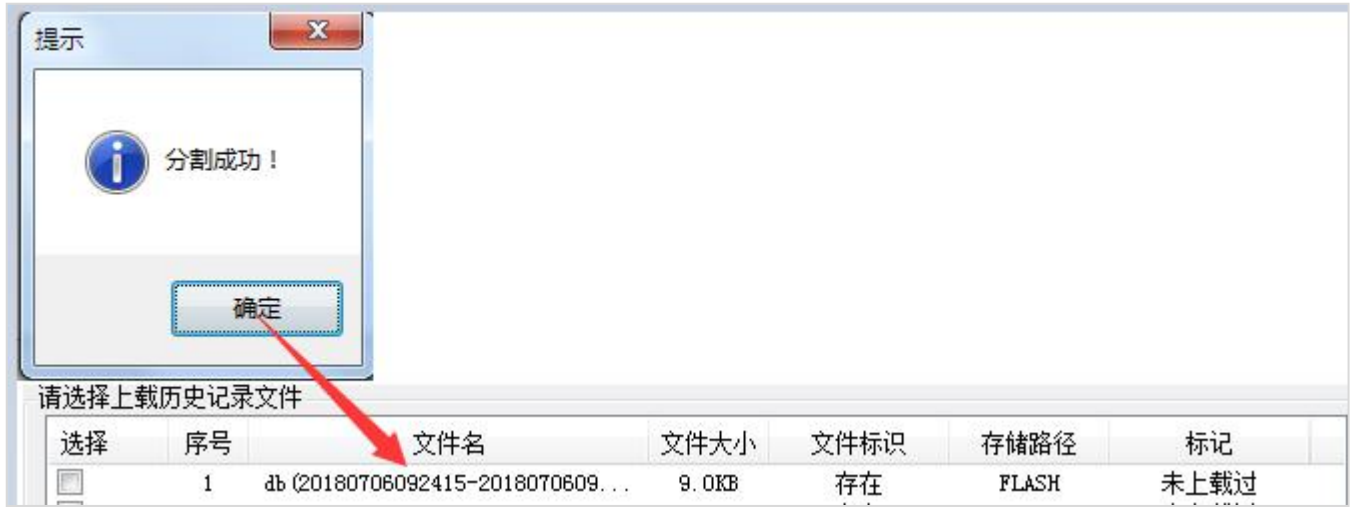 提示
分割成功！
确定
请选择上载历史记录文件
选择 序号 文件名 文件大小 文件标识 存储路径 标记
1 db(20180706092415-2018070609... 9.0KB 存在 FLASH 未上载过